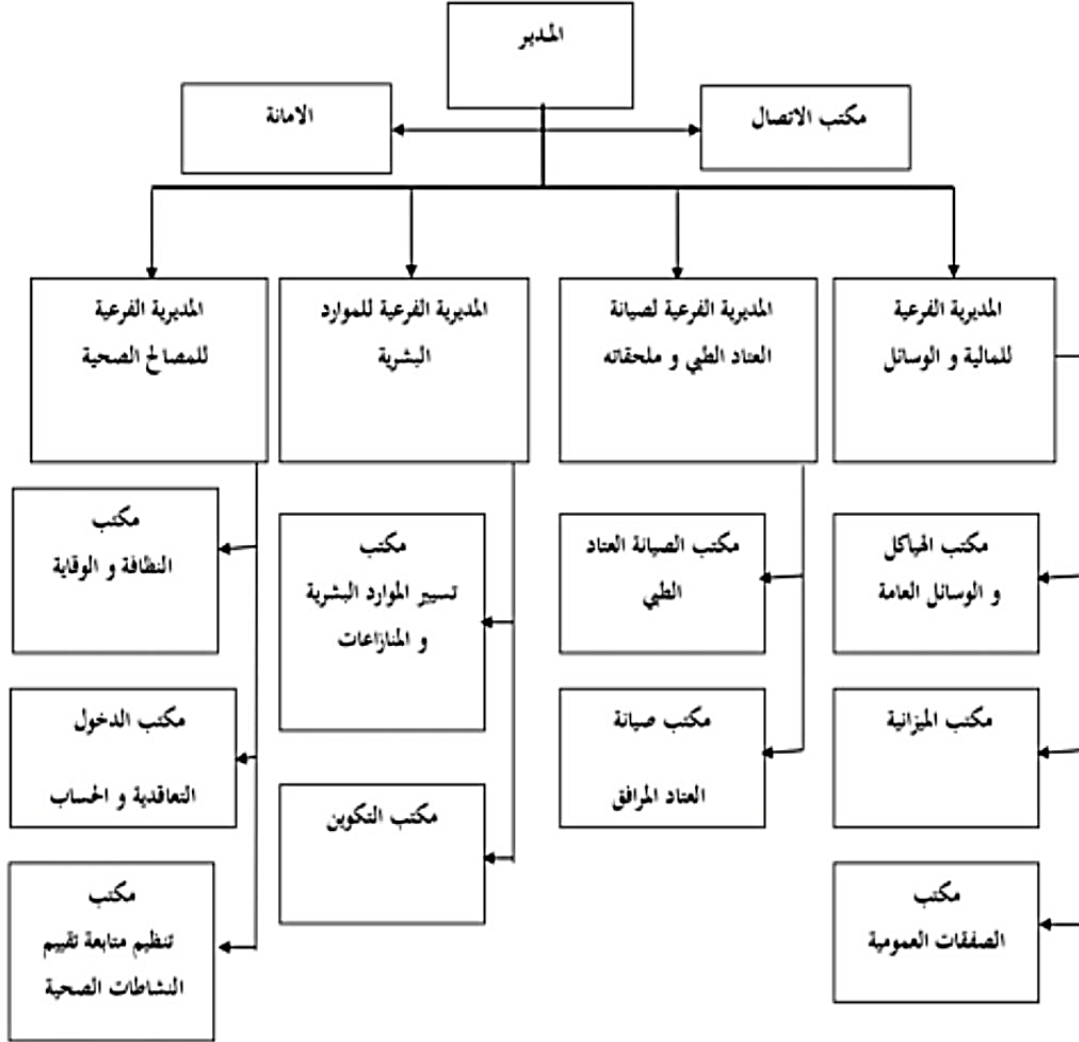 المدير
مكتب الاتصال
الامانة
المديرية الفرعية
للمالية و الوسائل
المديرية الفرعية لصيانة
العتاد الطبي و ملحقاته
المديرية الفرعية للموارد
البشرية
المديرية الفرعية
للمصالح الصحية
مكتب الهياكل
و الوسائل العامة
مكتب الميزانية
مكتب
الصفقات العمومية
مكتب الصيانة العتاد
الطبي
مكتب صيانة
العتاد المرافق
مكتب
تسيير الموارد البشرية
و المنازاعات
مكتب التكوين
مكتب
النظافة و الوقاية
مكتب الدخول
التعاقدية و الحساب
مكتب
تنظيم متابعة تقييم
النشاطات الصحية